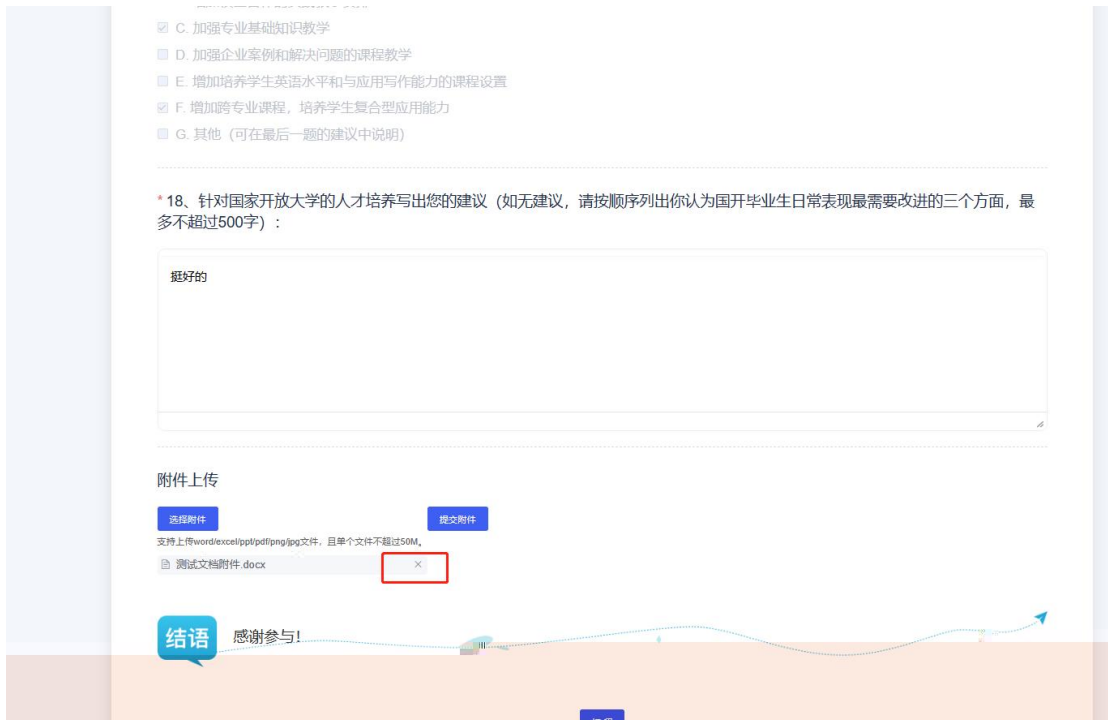 C. 加强专业基础知识教学
D. 加强企业案例和解决问题的课程教学
E. 增加培养学生英语水平和与应用写作能力的课程设置
F. 增加跨专业课程，培养学生复合型应用能力
G. 其他（可在最后一题的建议中说明）
* 18、针对国家开放大学的人才培养写出您的建议（如无建议，请按顺序列出你认为国开毕业生日常表现最需要改进的三个方面，最
多不超过500字）：
挺好的
附件上传
选择附件 提交附件
支持上传word/excel/ppt/pdf/png/jpg文件，且单个文件不超过50M。
测试文档附件.docx
结语 感谢参与!